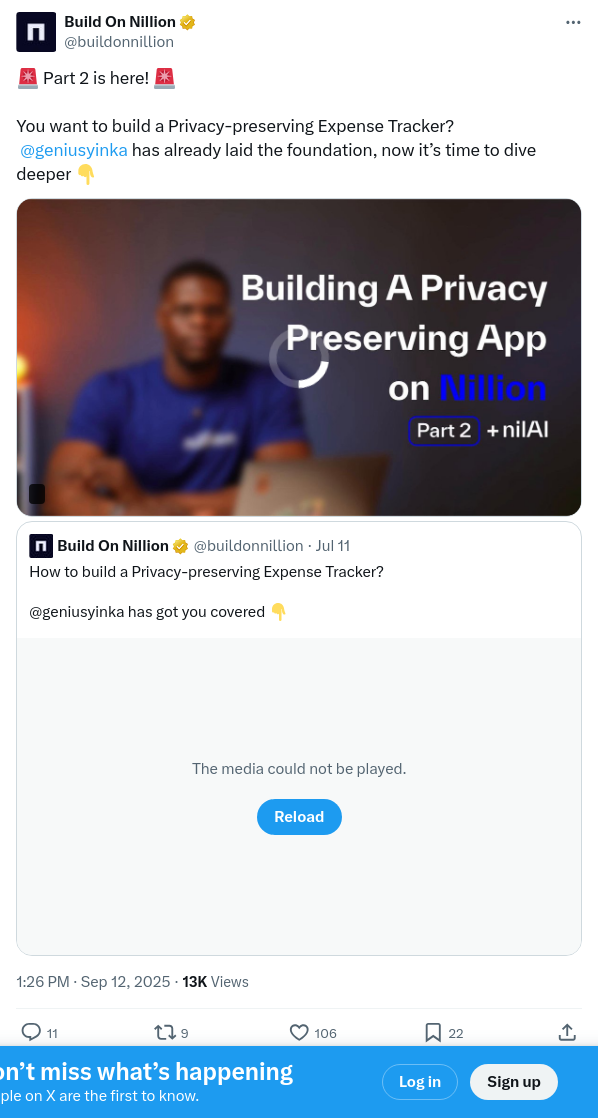 Build On Nillion
@buildonnillion
🚨 Part 2 is here! 🚨
You want to build a Privacy-preserving Expense Tracker?
@geniusyinka has already laid the foundation, now it's time to dive
deeper 👇
Building A Privacy
Preserving App
on Nillion
Part 2 + nilAI
Build On Nillion @buildonnillion · Jul 11
How to build a Privacy-preserving Expense Tracker?
@geniusyinka has got you covered 👇
The media could not be played.
Reload
1:26 PM · Sep 12, 2025 · 13K Views
11 9 106 22
on't miss what's happening
ple on X are the first to know.
Log in
Sign up